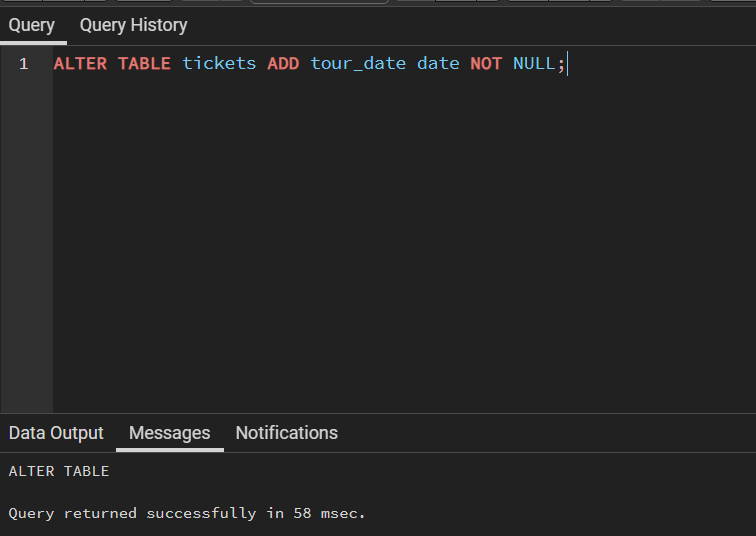 Query Query History
1 ALTER TABLE tickets ADD tour_date date NOT NULL;
Data Output Messages Notifications
ALTER TABLE
Query returned successfully in 58 msec.